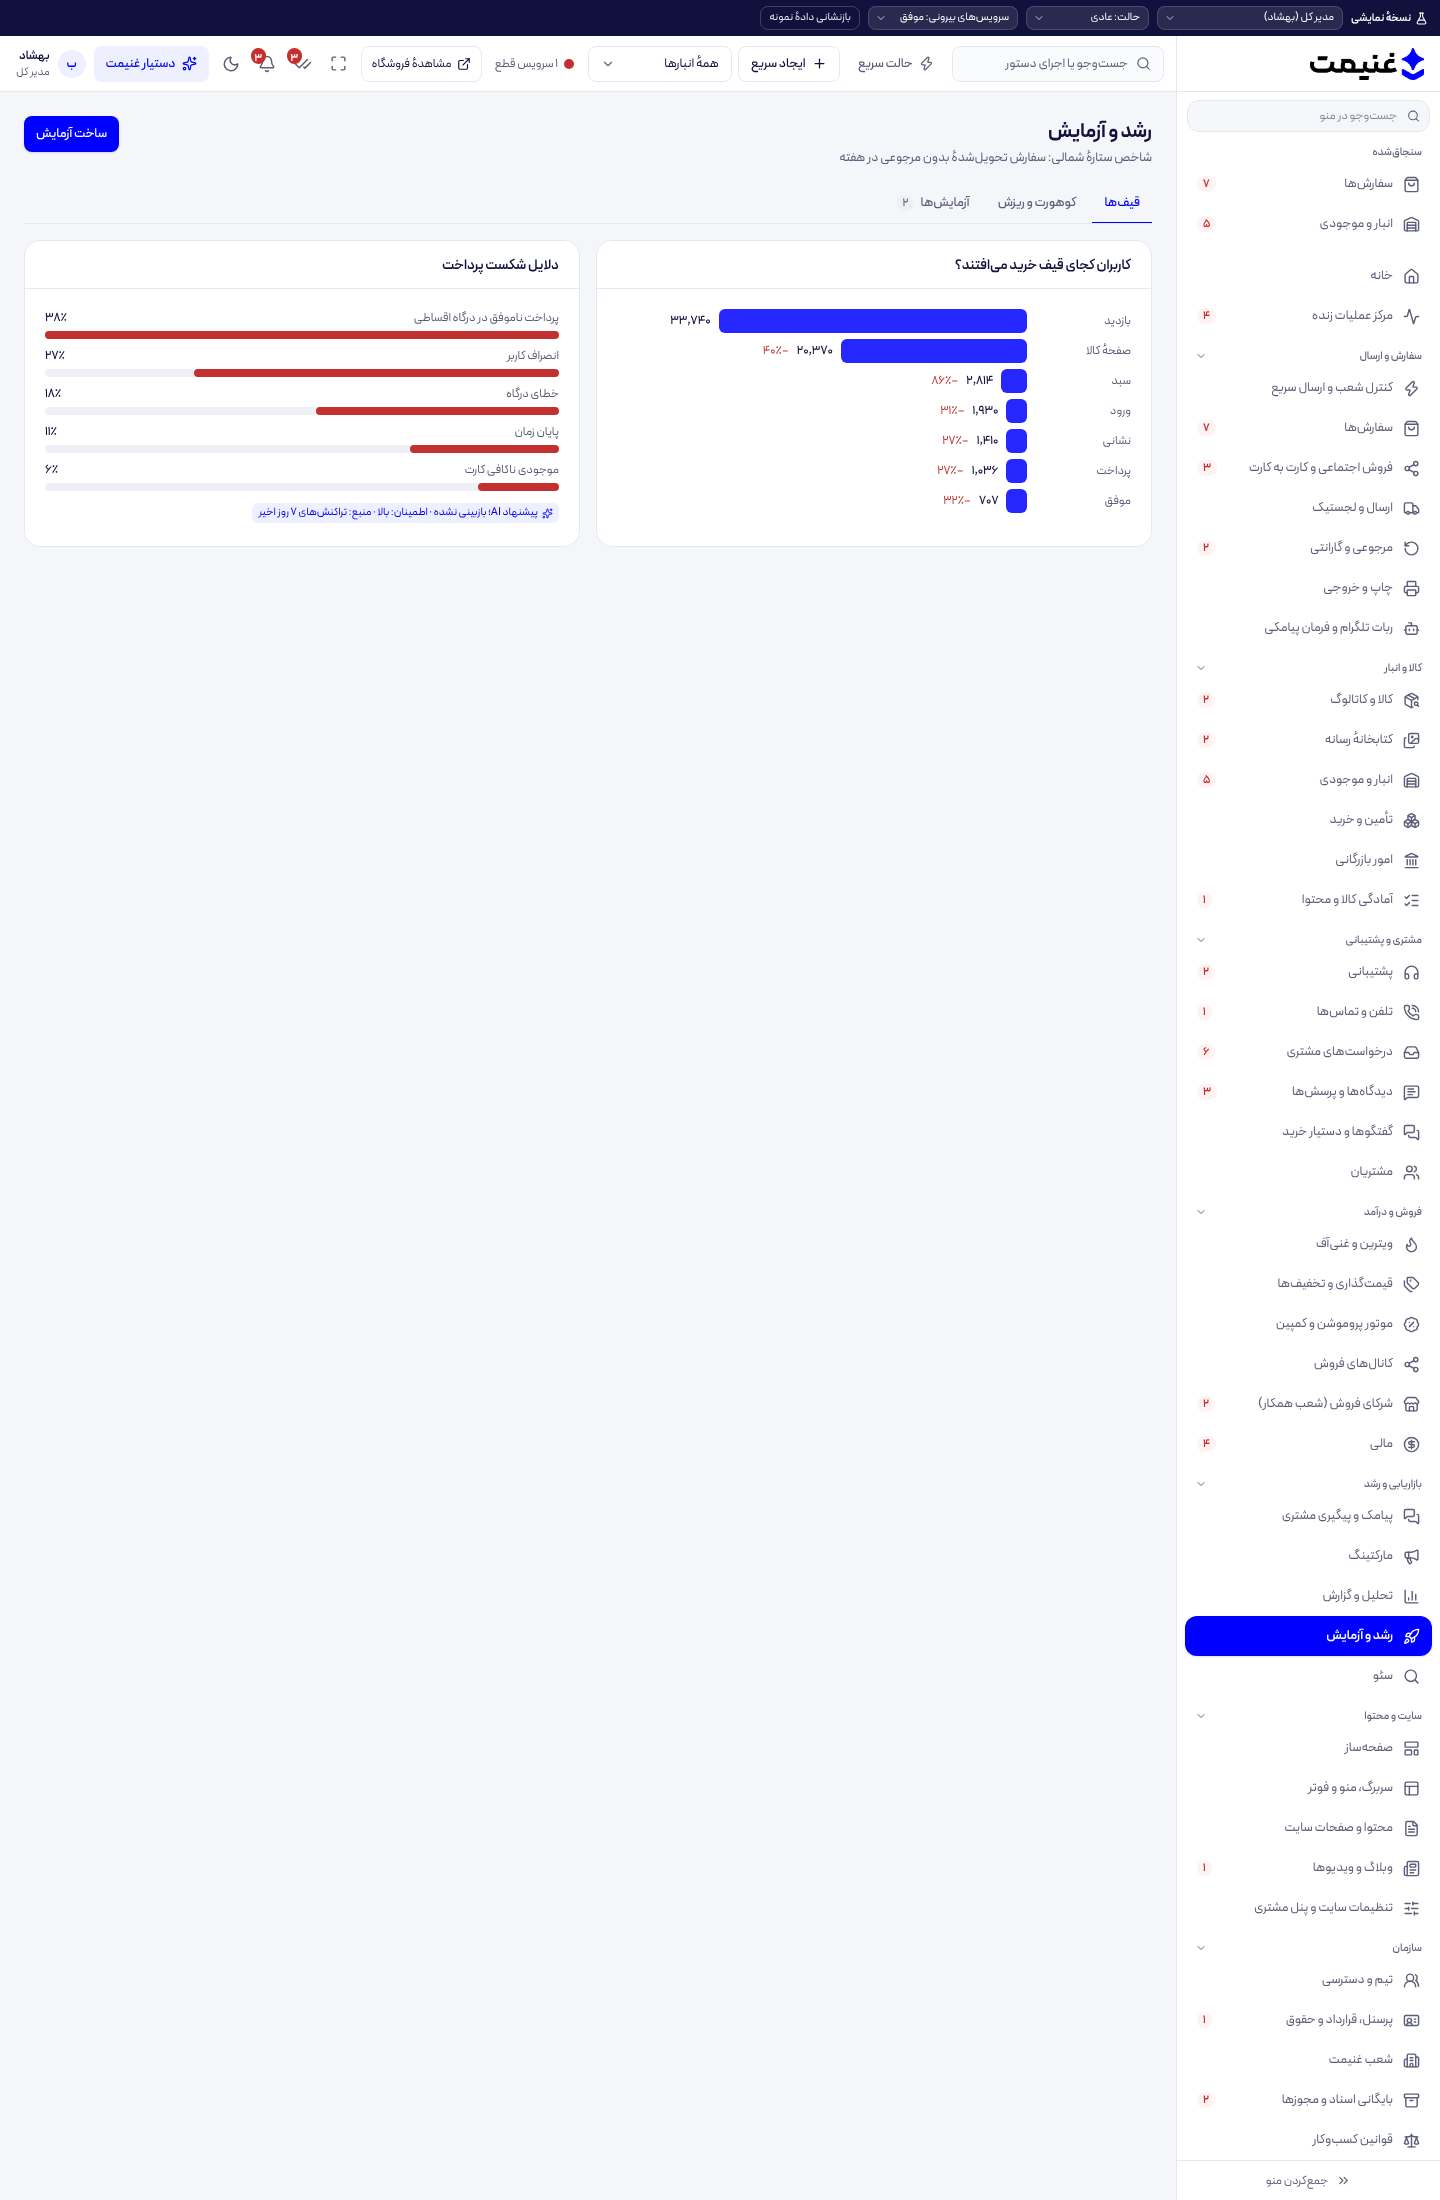 نسخهٔ نمایشی
مدیر کل (بهشاد)
حالت: عادی
سرویس‌های بیرونی: موفق
بازنشانی دادهٔ نمونه
غنیمت
جست‌وجو یا اجرای دستور
حالت سریع
ایجاد سریع
همهٔ انبارها
۱ سرویس قطع
مشاهدهٔ فروشگاه
۳
۳
دستیار غنیمت
ب
بهشاد
مدیر کل
جست‌وجو در منو
سنجاق‌شده
سفارش‌ها ۷
انبار و موجودی ۵
خانه
مرکز عملیات زنده ۴
سفارش و ارسال
کنترل شعب و ارسال سریع
سفارش‌ها ۷
فروش اجتماعی و کارت به کارت ۳
ارسال و لجستیک
مرجوعی و گارانتی ۲
چاپ و خروجی
ربات تلگرام و فرمان پیامکی
کالا و انبار
کالا و کاتالوگ ۲
کتابخانهٔ رسانه ۲
انبار و موجودی ۵
تأمین و خرید
امور بازرگانی
آمادگی کالا و محتوا ۱
مشتری و پشتیبانی
پشتیبانی ۲
تلفن و تماس‌ها ۱
درخواست‌های مشتری ۶
دیدگاه‌ها و پرسش‌ها ۳
گفتگوها و دستیار خرید
مشتریان
فروش و درآمد
ویترین و غنی‌آف
قیمت‌گذاری و تخفیف‌ها
موتور پروموشن و کمپین
کانال‌های فروش
شرکای فروش (شعب همکار) ۲
مالی ۴
بازاریابی و رشد
پیامک و پیگیری مشتری
مارکتینگ
تحلیل و گزارش
رشد و آزمایش
سئو
سایت و محتوا
صفحه‌ساز
سربرگ، منو و فوتر
محتوا و صفحات سایت
وبلاگ و ویدیوها ۱
تنظیمات سایت و پنل مشتری
سازمان
تیم و دسترسی
پرسنل، قرارداد و حقوق ۱
شعب غنیمت
بایگانی اسناد و مجوزها ۲
قوانین کسب‌وکار
جمع‌کردن منو
رشد و آزمایش
شاخص ستارهٔ شمالی: سفارش تحویل‌شدهٔ بدون مرجوعی در هفته
ساخت آزمایش
قیف‌ها
کوهورت و ریزش
آزمایش‌ها ۲
کاربران کجای قیف خرید می‌افتند؟
بازدید ۳۳,۷۴۰
صفحهٔ کالا ۲۰,۳۷۰ −۴۰٪
سبد ۲,۸۱۴ −۸۶٪
ورود ۱,۹۳۰ −۳۱٪
نشانی ۱,۴۱۰ −۲۷٪
پرداخت ۱,۰۳۶ −۲۷٪
موفق ۷۰۷ −۳۲٪
دلایل شکست پرداخت
پرداخت ناموفق در درگاه اقساطی ۳۸٪
انصراف کاربر ۲۷٪
خطای درگاه ۱۸٪
پایان زمان ۱۱٪
موجودی ناکافی کارت ۶٪
پیشنهاد AI؛ بازبینی نشده · اطمینان: بالا · منبع: تراکنش‌های ۷ روز اخیر